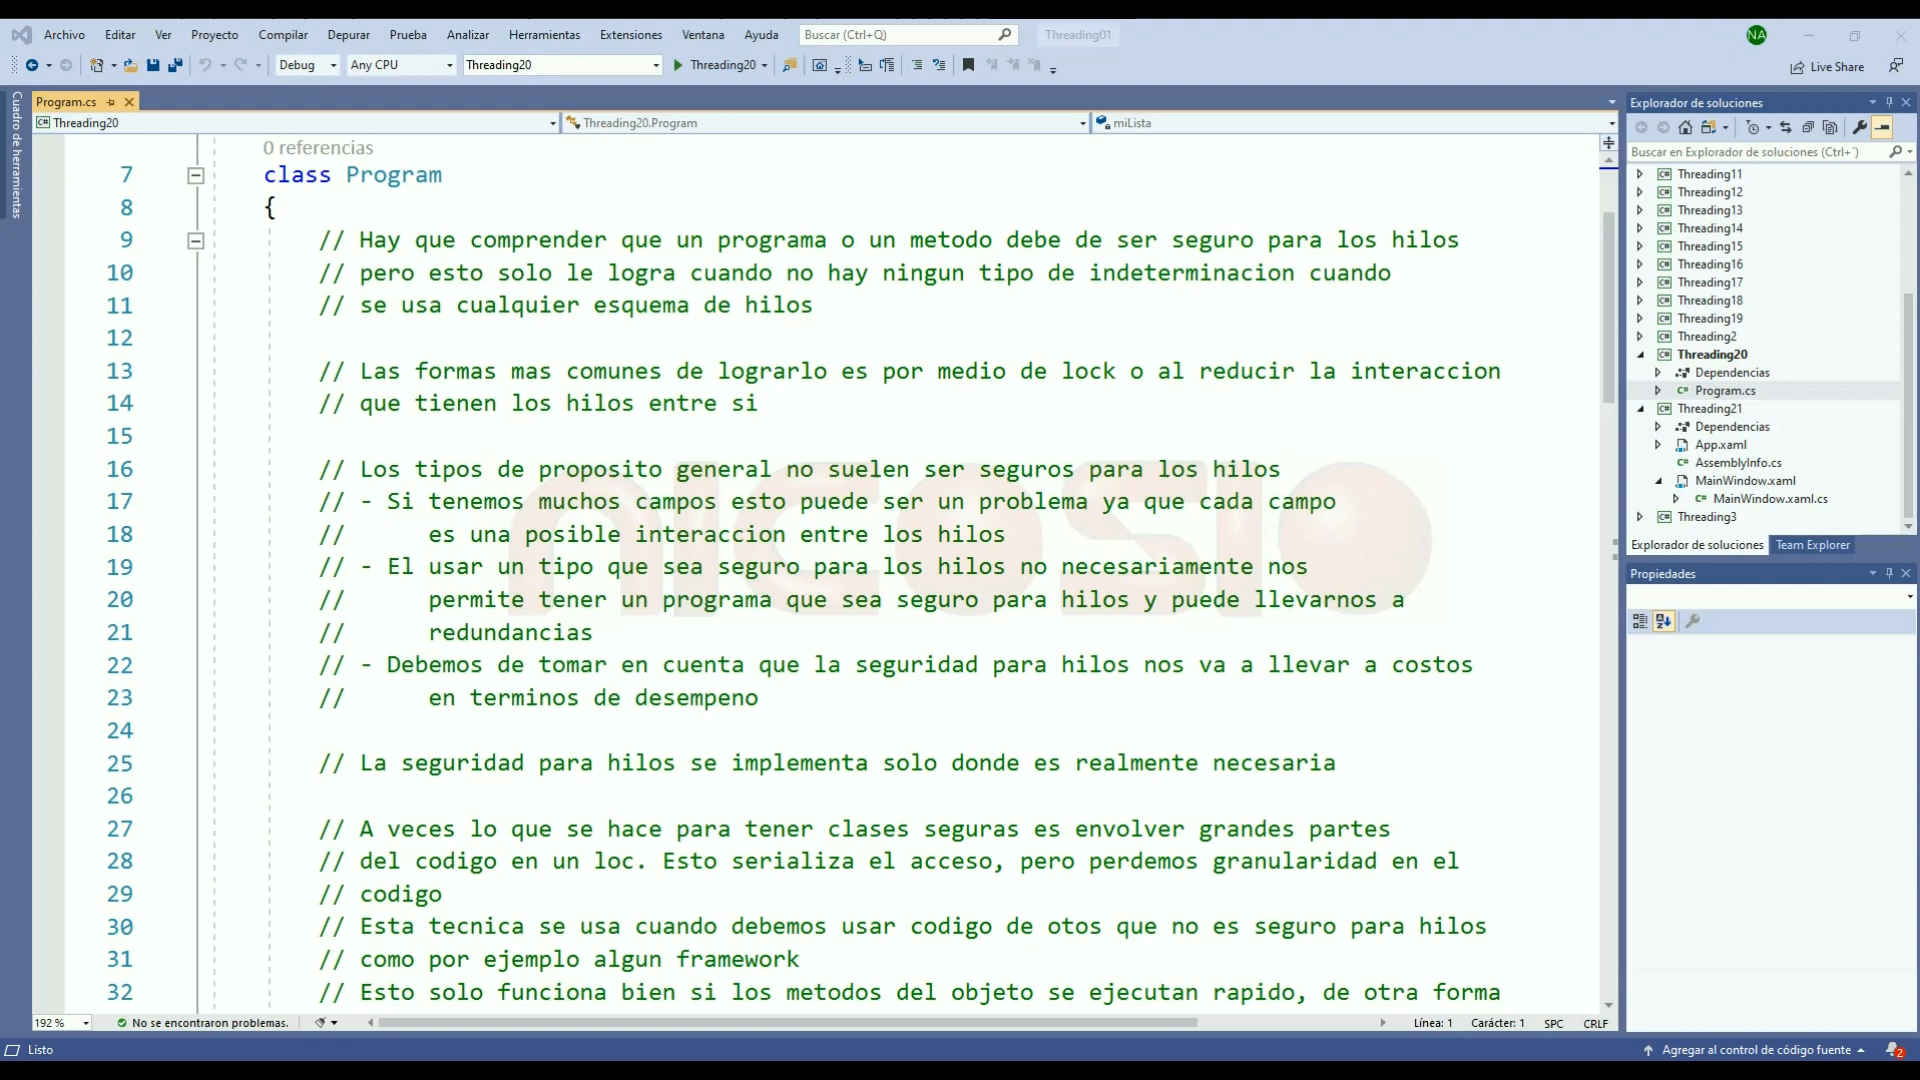 Archivo Editar Ver Proyecto Compilar Depurar Prueba Analizar Herramientas Extensiones Ventana Ayuda Buscar (Ctrl+Q) Threading01 NA
Debug Any CPU Threading20 Threading20 Live Share
Cuadro de herramientas
Program.cs
Threading20 Threading20.Program miLista
0 referencias
7 class Program
8 {
9 // Hay que comprender que un programa o un metodo debe de ser seguro para los hilos
10 // pero esto solo le logra cuando no hay ningun tipo de indeterminacion cuando
11 // se usa cualquier esquema de hilos
12
13 // Las formas mas comunes de lograrlo es por medio de lock o al reducir la interaccion
14 // que tienen los hilos entre si
15
16 // Los tipos de proposito general no suelen ser seguros para los hilos
17 // - Si tenemos muchos campos esto puede ser un problema ya que cada campo
18 // es una posible interaccion entre los hilos
19 // - El usar un tipo que sea seguro para los hilos no necesariamente nos
20 // permite tener un programa que sea seguro para hilos y puede llevarnos a
21 // redundancias
22 // - Debemos de tomar en cuenta que la seguridad para hilos nos va a llevar a costos
23 // en terminos de desempeno
24
25 // La seguridad para hilos se implementa solo donde es realmente necesaria
26
27 // A veces lo que se hace para tener clases seguras es envolver grandes partes
28 // del codigo en un loc. Esto serializa el acceso, pero perdemos granularidad en el
29 // codigo
30 // Esta tecnica se usa cuando debemos usar codigo de otos que no es seguro para hilos
31 // como por ejemplo algun framework
32 // Esto solo funciona bien si los metodos del objeto se ejecutan rapido, de otra forma
NICOSIO
192 % No se encontraron problemas. Línea: 1 Carácter: 1 SPC CRLF
Explorador de soluciones
Buscar en Explorador de soluciones (Ctrl+¨)
Threading11
Threading12
Threading13
Threading14
Threading15
Threading16
Threading17
Threading18
Threading19
Threading2
Threading20
Dependencias
Program.cs
Threading21
Dependencias
App.xaml
AssemblyInfo.cs
MainWindow.xaml
MainWindow.xaml.cs
Threading3
Explorador de soluciones Team Explorer
Propiedades
Listo Agregar al control de código fuente 2